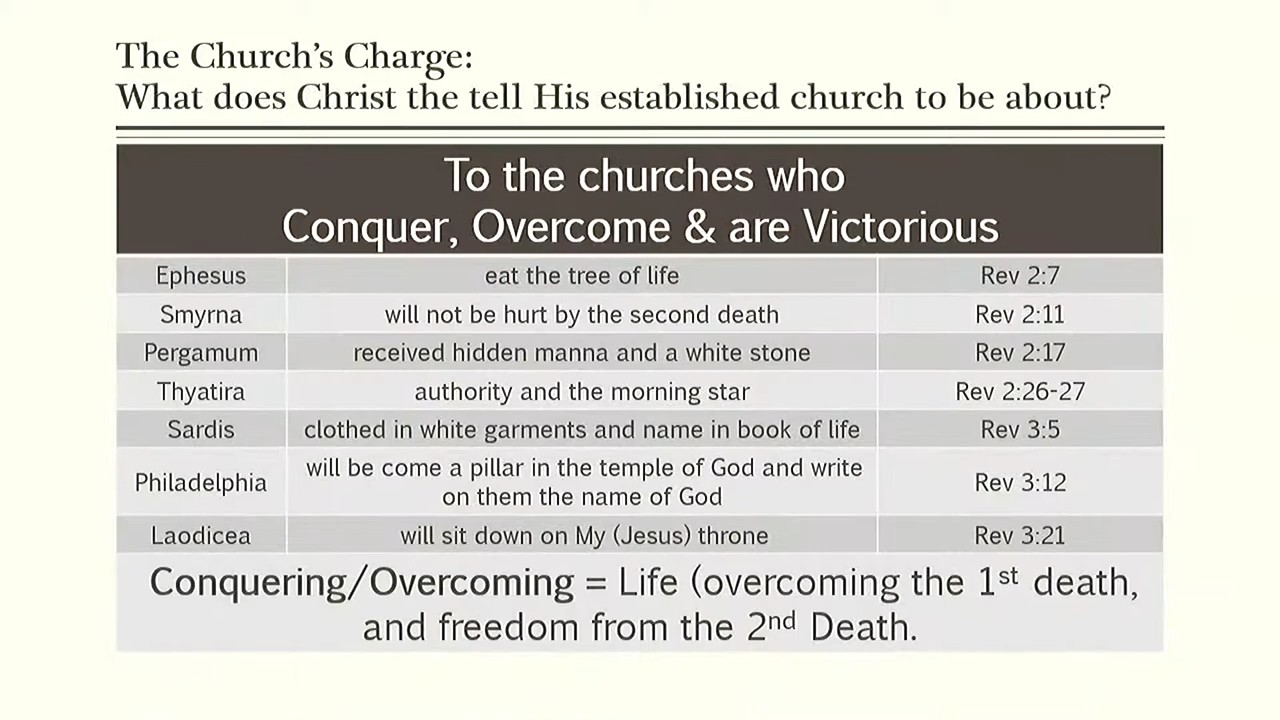 The Church's Charge:
What does Christ the tell His established church to be about?
To the churches who
Conquer, Overcome & are Victorious
Ephesus eat the tree of life Rev 2:7
Smyrna will not be hurt by the second death Rev 2:11
Pergamum received hidden manna and a white stone Rev 2:17
Thyatira authority and the morning star Rev 2:26-27
Sardis clothed in white garments and name in book of life Rev 3:5
Philadelphia will be come a pillar in the temple of God and write
on them the name of God Rev 3:12
Laodicea will sit down on My (Jesus) throne Rev 3:21
Conquering/Overcoming = Life (overcoming the 1st death,
and freedom from the 2nd Death.